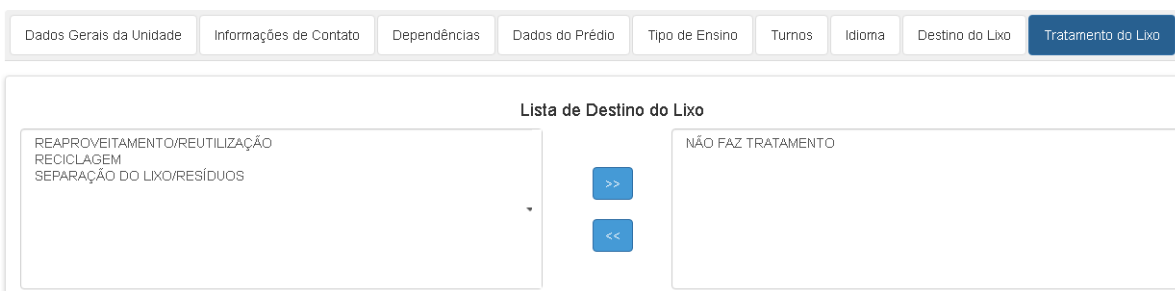 Dados Gerais da Unidade Informações de Contato Dependências Dados do Prédio Tipo de Ensino Turnos Idioma Destino do Lixo Tratamento do Lixo
Lista de Destino do Lixo
REAPROVEITAMENTO/REUTILIZAÇÃO
RECICLAGEM
SEPARAÇÃO DO LIXO/RESÍDUOS
>>
<<
NÃO FAZ TRATAMENTO